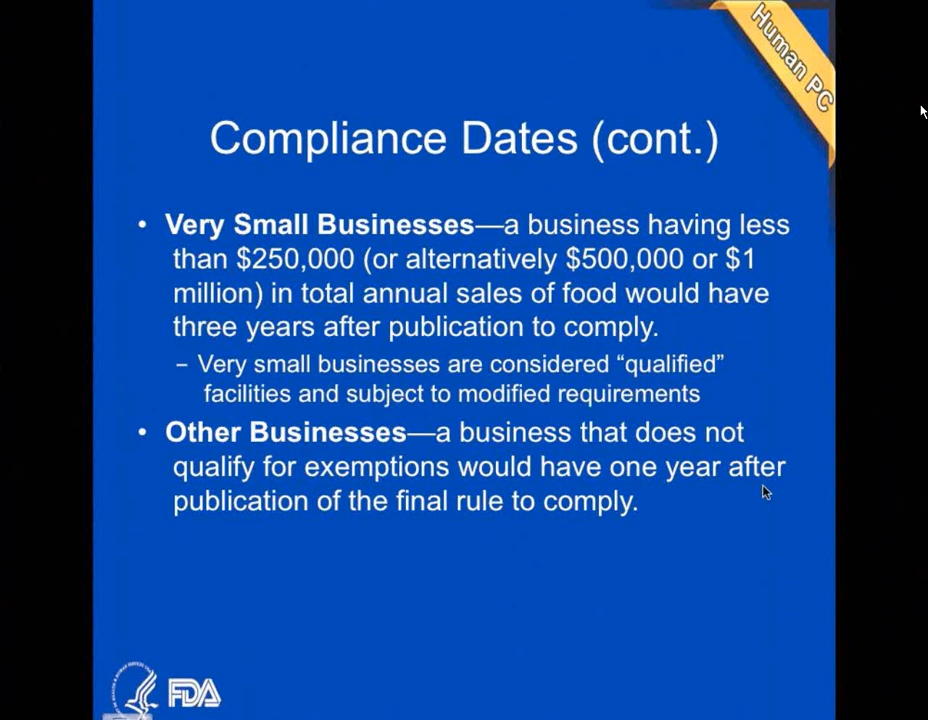 Human PC
Compliance Dates (cont.)
• Very Small Businesses—a business having less
than $250,000 (or alternatively $500,000 or $1
million) in total annual sales of food would have
three years after publication to comply.
– Very small businesses are considered “qualified”
facilities and subject to modified requirements
• Other Businesses—a business that does not
qualify for exemptions would have one year after
publication of the final rule to comply.
FDA